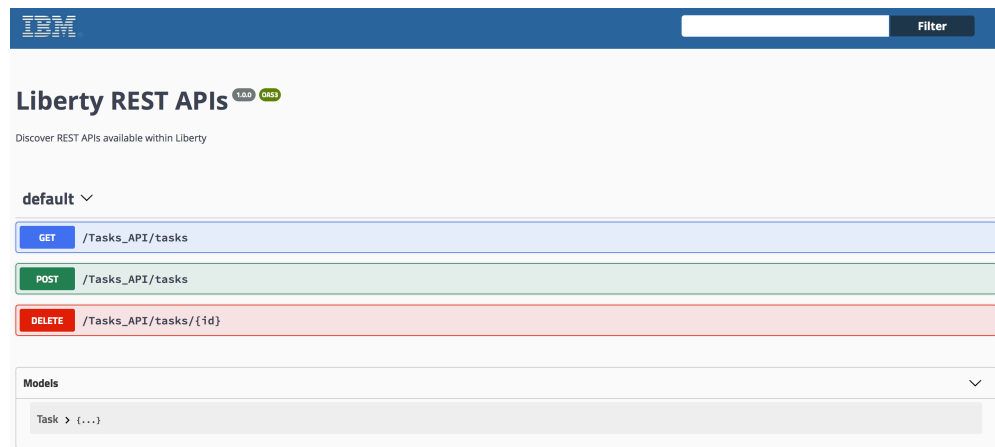 IBM
Filter
Liberty REST APIs 1.0.0 OAS3
Discover REST APIs available within Liberty
default
GET /Tasks_API/tasks
POST /Tasks_API/tasks
DELETE /Tasks_API/tasks/{id}
Models
Task > {...}